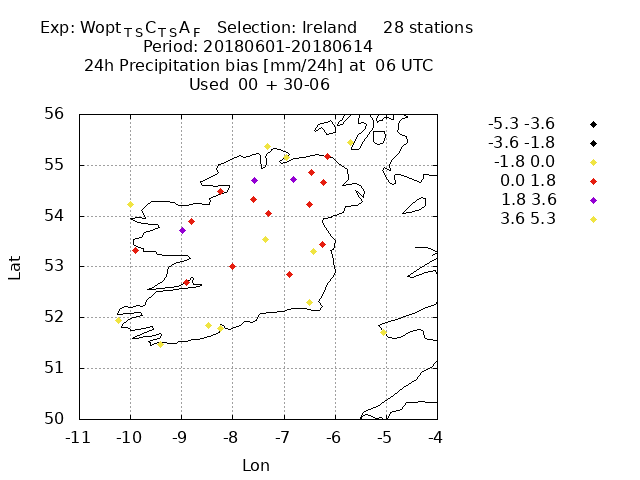 Exp: WoptTSCTSAF Selection: Ireland 28 stations
Period: 20180601-20180614
24h Precipitation bias [mm/24h] at 06 UTC
Used 00 + 30-06
56
55
54
53
52
51
50
Lat
-11 -10 -9 -8 -7 -6 -5 -4
Lon
-5.3 -3.6
-3.6 -1.8
-1.8 0.0
0.0 1.8
1.8 3.6
3.6 5.3